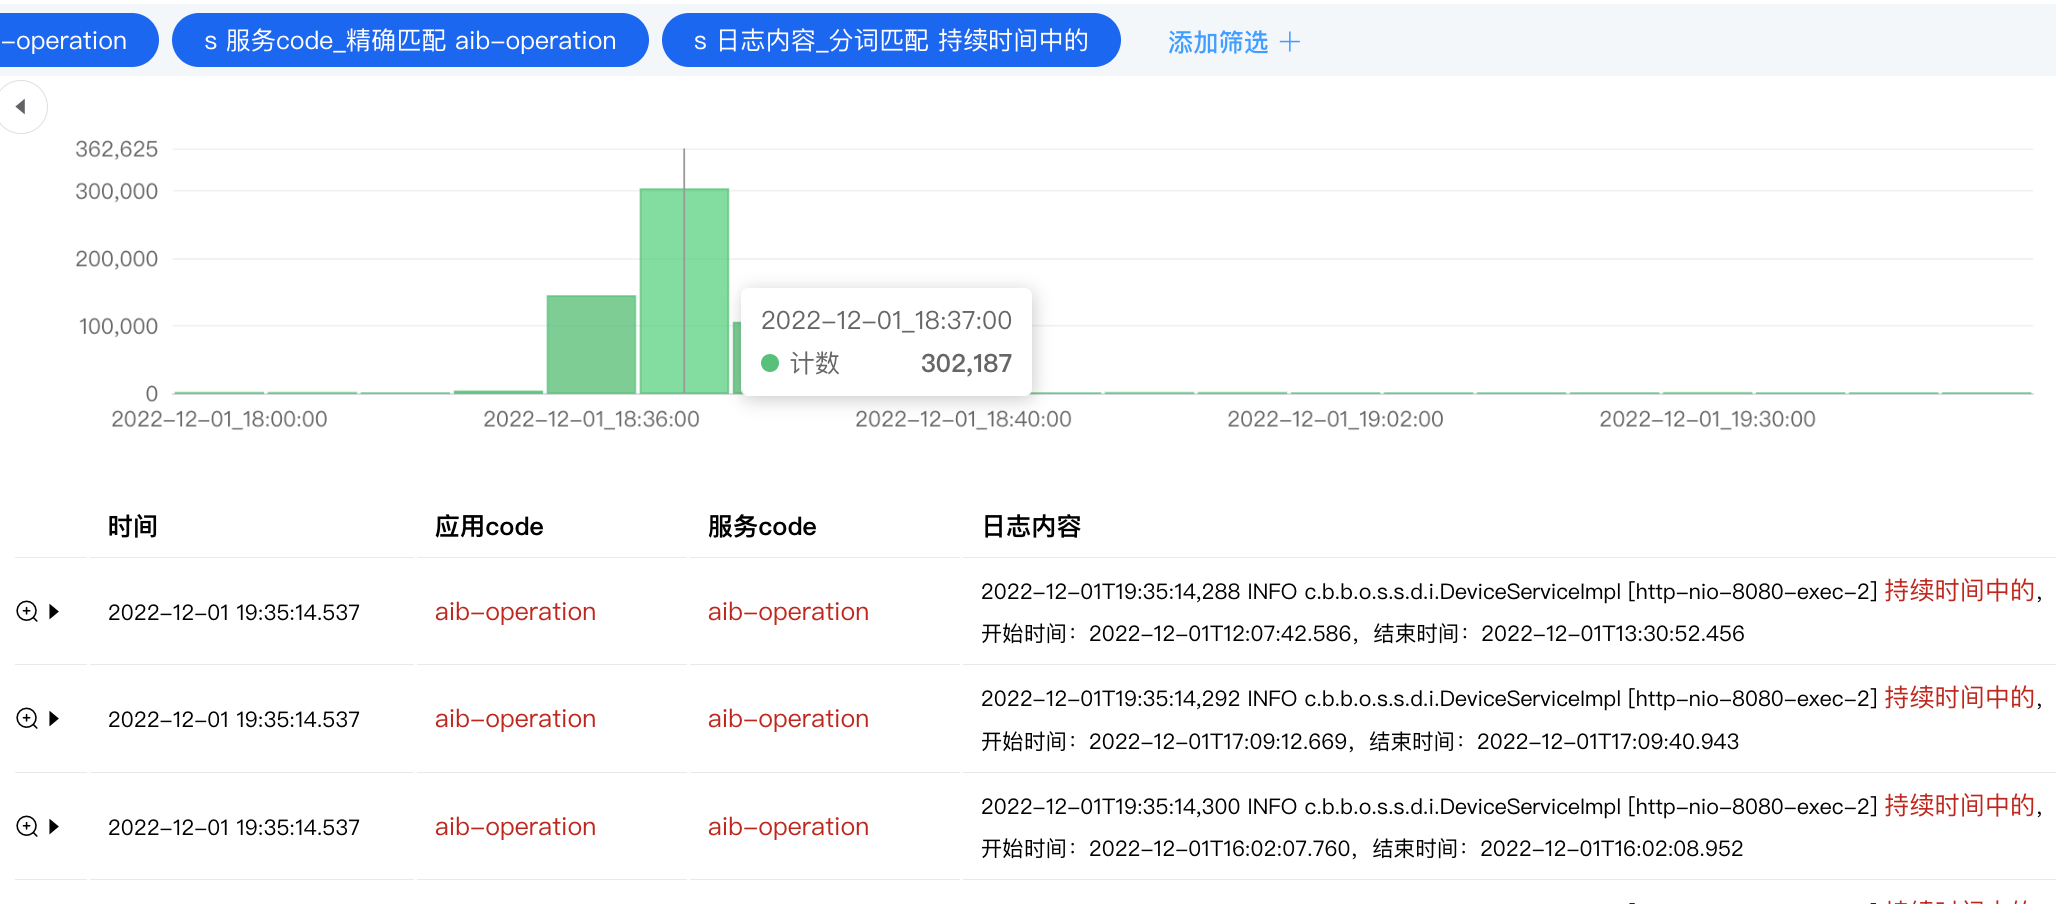 -operation
s 服务code_精确匹配 aib-operation
s 日志内容_分词匹配 持续时间中的
添加筛选
362,625
300,000
200,000
100,000
0
2022-12-01_18:37:00
计数 302,187
2022-12-01_18:00:00
2022-12-01_18:36:00
2022-12-01_18:40:00
2022-12-01_19:02:00
2022-12-01_19:30:00
时间 应用code 服务code 日志内容
2022-12-01 19:35:14.537 aib-operation aib-operation
2022-12-01T19:35:14,288 INFO c.b.b.o.s.s.d.i.DeviceServiceImpl [http-nio-8080-exec-2] 持续时间中的,
开始时间：2022-12-01T12:07:42.586，结束时间：2022-12-01T13:30:52.456
2022-12-01 19:35:14.537 aib-operation aib-operation
2022-12-01T19:35:14,292 INFO c.b.b.o.s.s.d.i.DeviceServiceImpl [http-nio-8080-exec-2] 持续时间中的,
开始时间：2022-12-01T17:09:12.669，结束时间：2022-12-01T17:09:40.943
2022-12-01 19:35:14.537 aib-operation aib-operation
2022-12-01T19:35:14,300 INFO c.b.b.o.s.s.d.i.DeviceServiceImpl [http-nio-8080-exec-2] 持续时间中的,
开始时间：2022-12-01T16:02:07.760，结束时间：2022-12-01T16:02:08.952